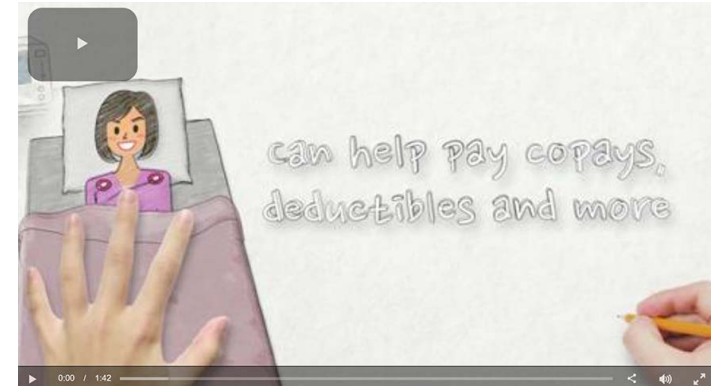 can help pay copays,
deductibles and more
0:00 / 1:42